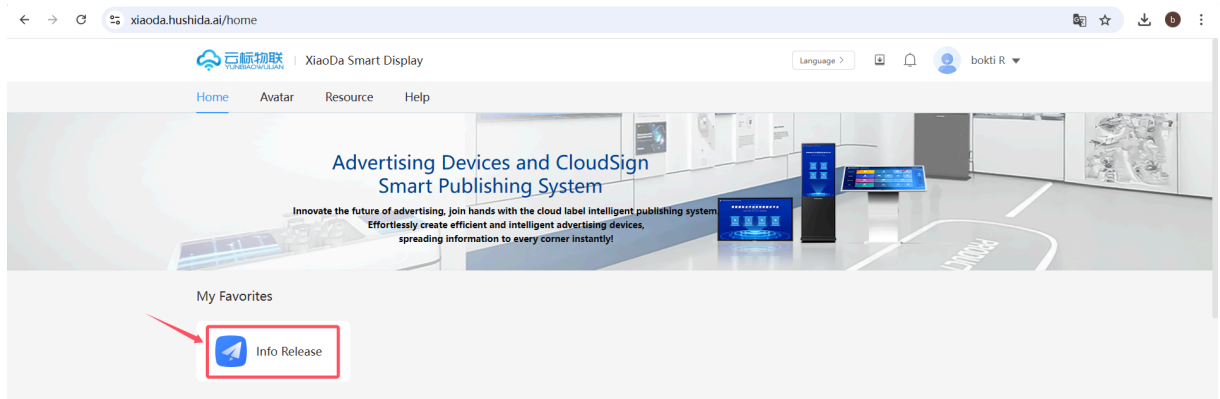 xiaoda.hushida.ai/home
b
云标物联
YUNBIAOWULIAN
XiaoDa Smart Display
Language >
bokti R
Home
Avatar
Resource
Help
Advertising Devices and CloudSign
Smart Publishing System
Innovate the future of advertising, join hands with the cloud label intelligent publishing system.
Effortlessly create efficient and intelligent advertising devices,
spreading information to every corner instantly!
PRODUCT
My Favorites
Info Release